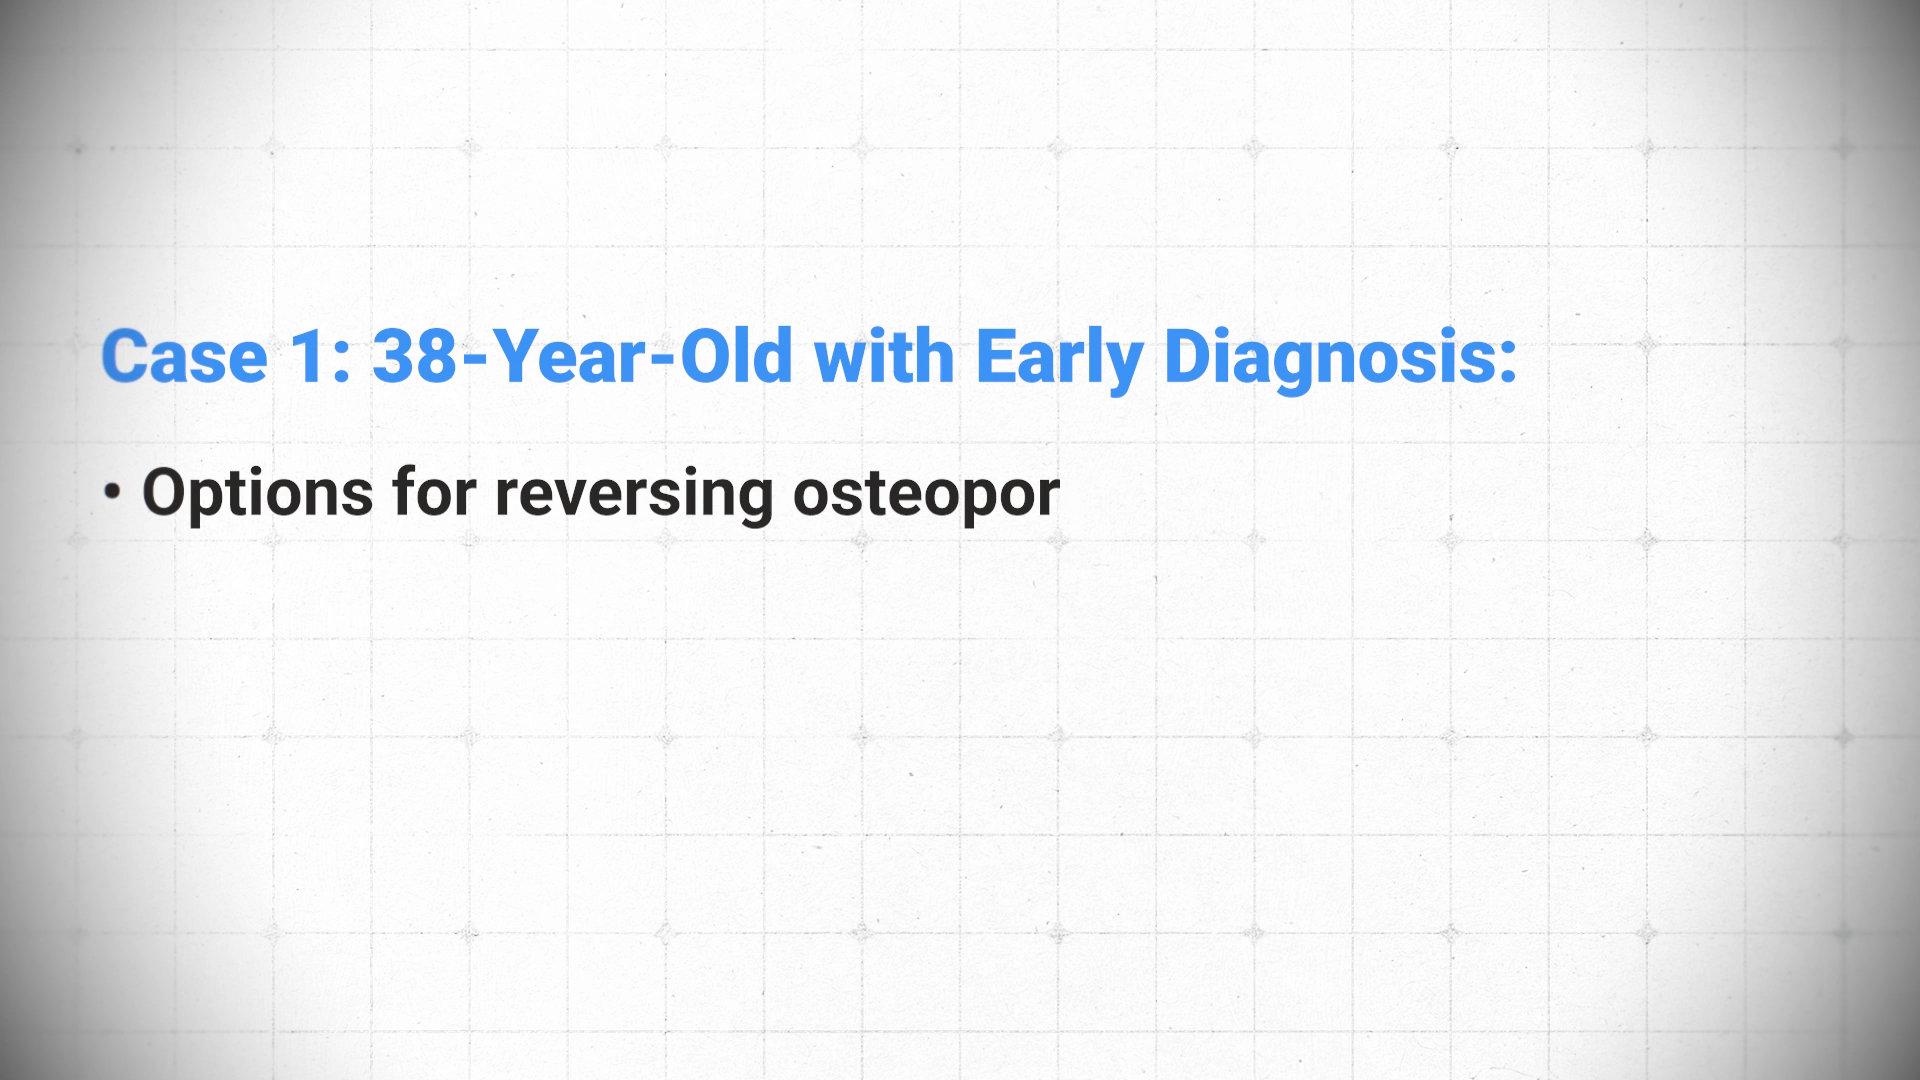 Case 1: 38-Year-Old with Early Diagnosis:
• Options for reversing osteopor